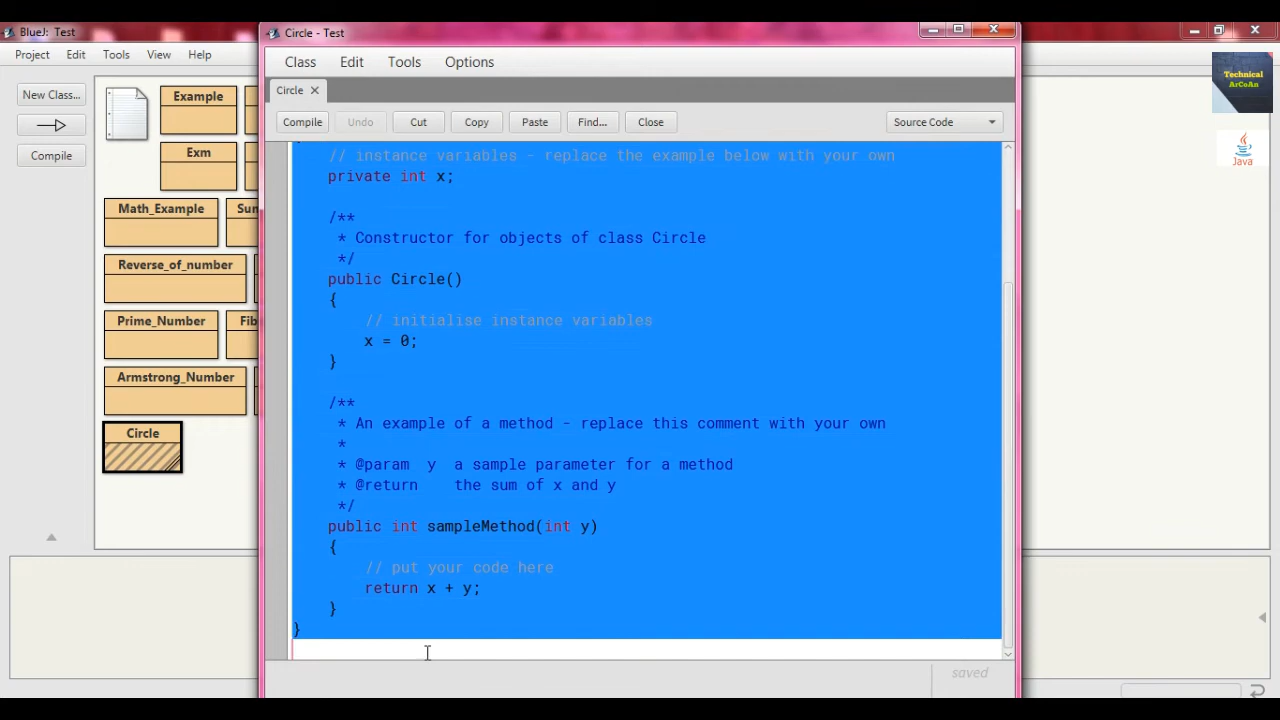 BlueJ: Test
Project Edit Tools View Help
New Class...
Compile
Example
Exm
Math_Example
Sun
Reverse_of_number
Prime_Number
Fib
Armstrong_Number
Circle
Circle - Test
Class Edit Tools Options
Circle
Compile Undo Cut Copy Paste Find... Close Source Code
// instance variables - replace the example below with your own
private int x;
/**
* Constructor for objects of class Circle
*/
public Circle()
{
// initialise instance variables
x = 0;
}
/**
* An example of a method - replace this comment with your own
*
* @param y a sample parameter for a method
* @return the sum of x and y
*/
public int sampleMethod(int y)
{
// put your code here
return x + y;
}
}
saved
Technical
ArCoAn
Java